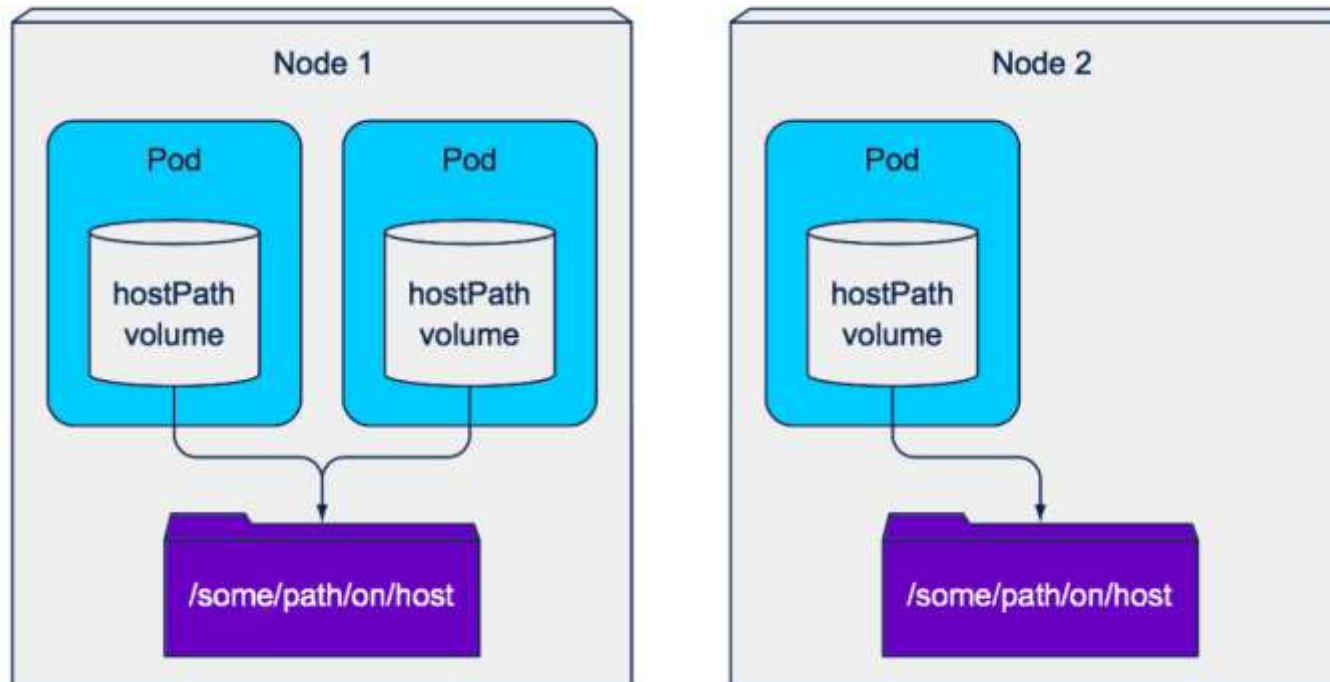 Node 1
Pod
hostPath
volume
Pod
hostPath
volume
/some/path/on/host
Node 2
Pod
hostPath
volume
/some/path/on/host